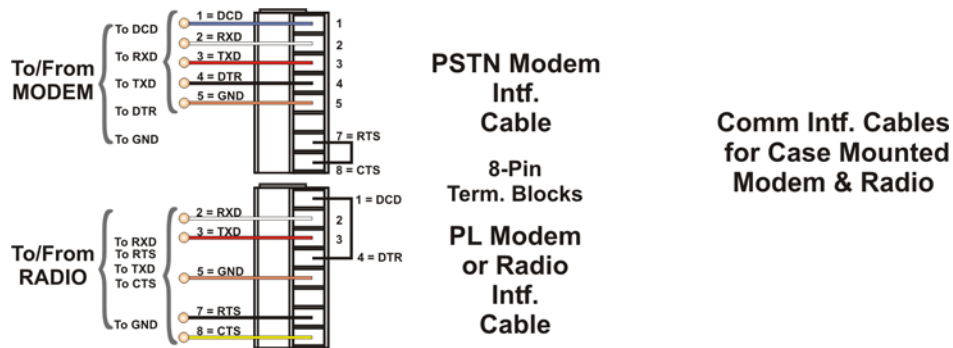 To/From
MODEM
To DCD
To RXD
To TXD
To DTR
To GND
1 = DCD
2 = RXD
3 = TXD
4 = DTR
5 = GND
1
2
3
4
5
7 = RTS
8 = CTS
PSTN Modem
Intf.
Cable
8-Pin
Term. Blocks
PL Modem
or Radio
Intf.
Cable
Comm Intf. Cables
for Case Mounted
Modem & Radio
To/From
RADIO
To RXD
To RTS
To TXD
To CTS
To GND
2 = RXD
3 = TXD
5 = GND
7 = RTS
8 = CTS
1 = DCD
2
3
4 = DTR